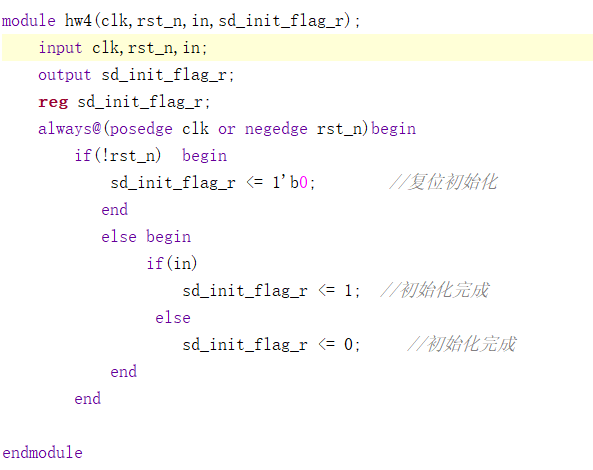 module hw4(clk,rst_n,in,sd_init_flag_r);
input clk,rst_n,in;
output sd_init_flag_r;
reg sd_init_flag_r;
always@(posedge clk or negedge rst_n)begin
if(!rst_n)  begin
sd_init_flag_r <= 1'b0;        //复位初始化
end
else begin
if(in)
sd_init_flag_r <= 1;  //初始化完成
else
sd_init_flag_r <= 0;     //初始化完成
end
end
endmodule